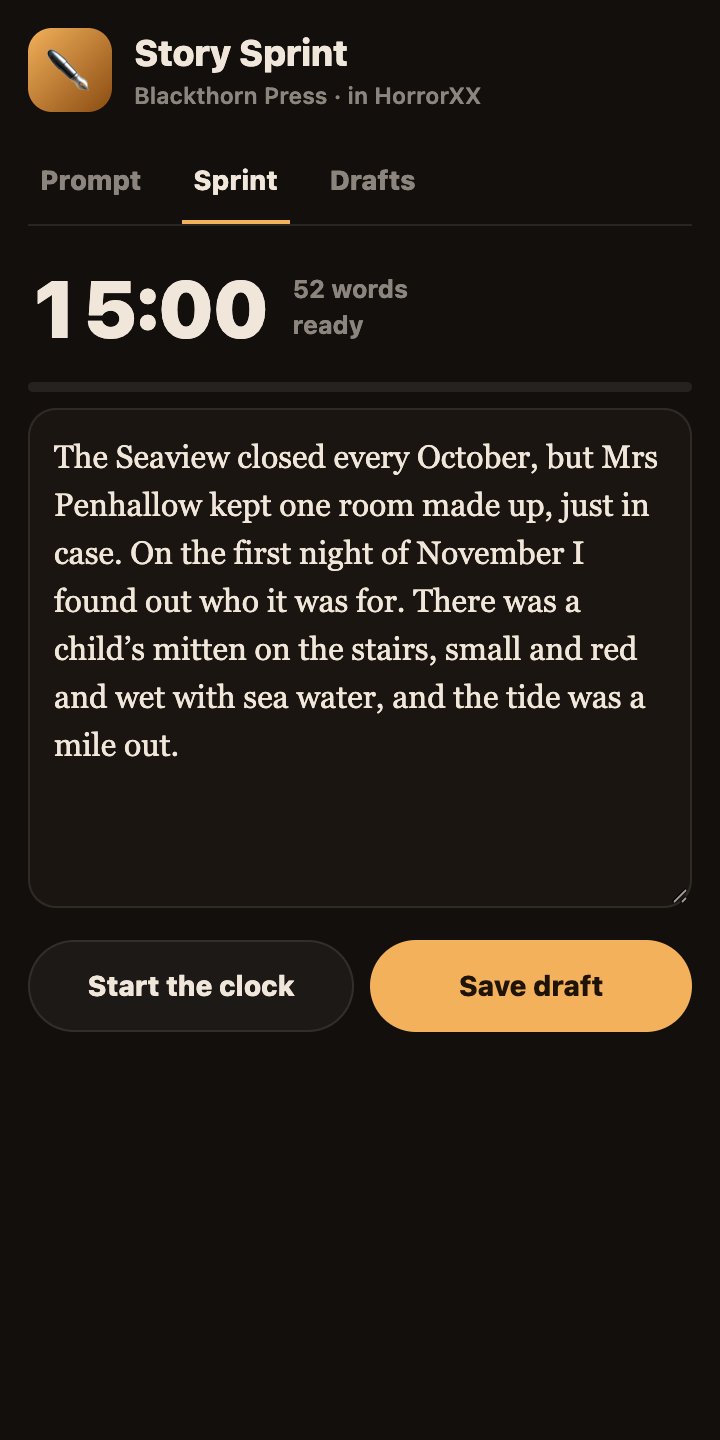 Story Sprint
Blackthorn Press · in HorrorXX
Prompt Sprint Drafts
15:00
52 words
ready
The Seaview closed every October, but Mrs
Penhallow kept one room made up, just in
case. On the first night of November I
found out who it was for. There was a
child’s mitten on the stairs, small and red
and wet with sea water, and the tide was a
mile out.
Start the clock
Save draft